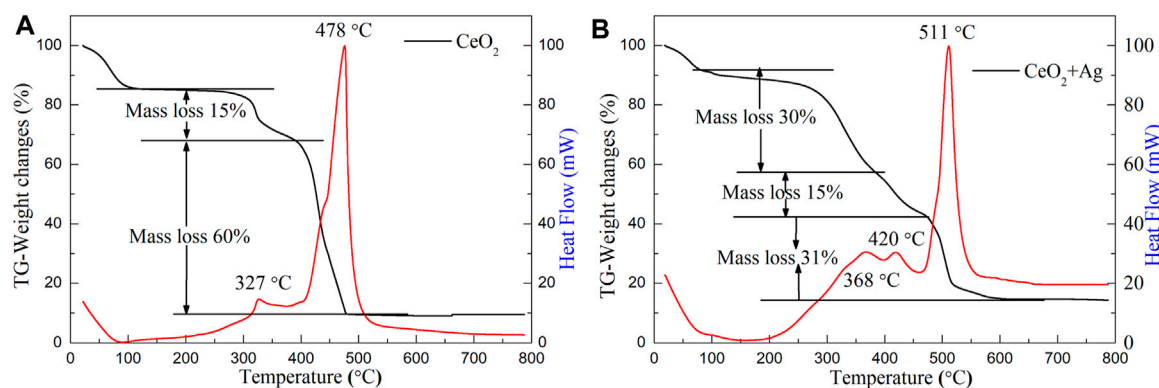 A
478 °C
CeO2
Mass loss 15%
Mass loss 60%
327 °C
TG-Weight changes (%)
100
80
60
40
20
0
Heat Flow (mW)
100
80
60
40
20
0
0 100 200 300 400 500 600 700 800
Temperature (°C)
B
511 °C
CeO2+Ag
Mass loss 30%
Mass loss 15%
Mass loss 31%
420 °C
368 °C
TG-Weight changes (%)
100
80
60
40
20
0
Heat Flow (mW)
100
80
60
40
20
0
0 100 200 300 400 500 600 700 800
Temperature (°C)